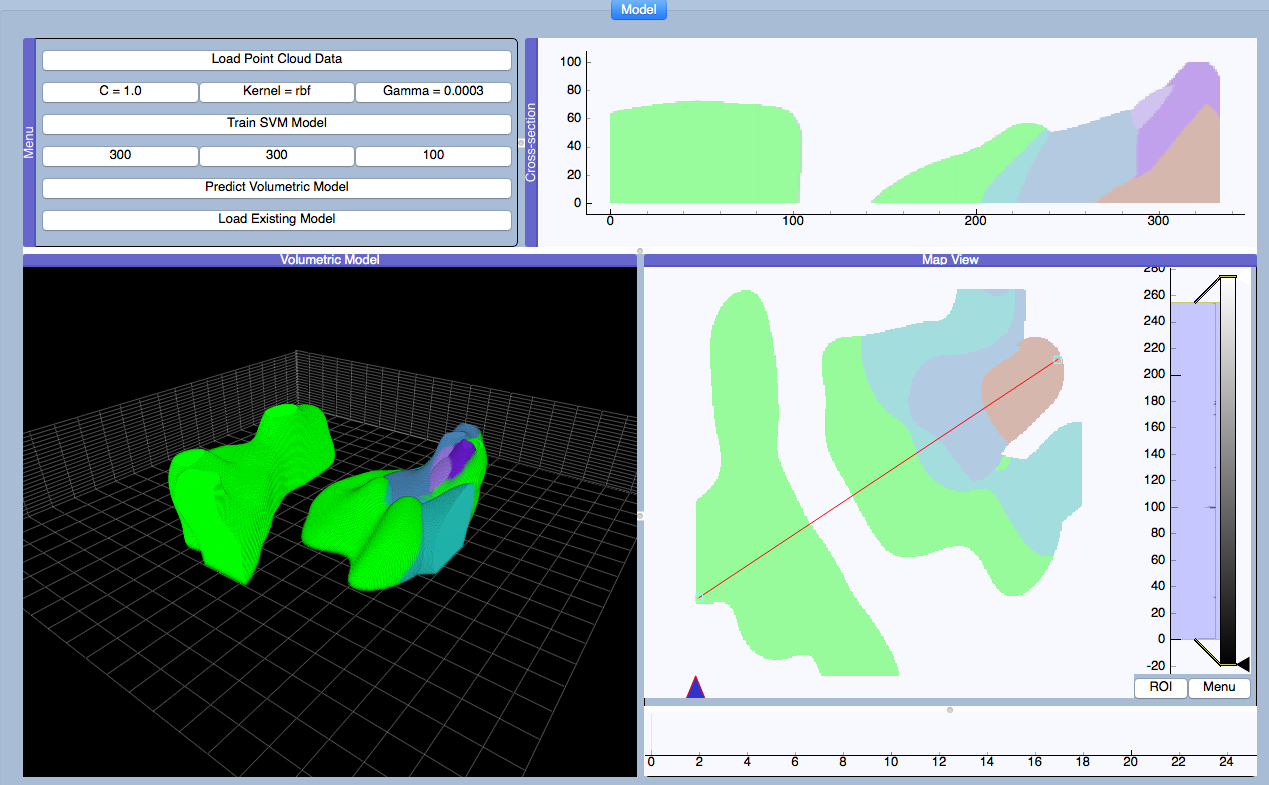 Model
Menu
Load Point Cloud Data
C = 1.0 Kernel = rbf Gamma = 0.0003
Train SVM Model
300 300 100
Predict Volumetric Model
Load Existing Model
Cross-section
100
80
60
40
20
0
0 100 200 300
Volumetric Model
Map View
280
260
240
220
200
180
160
140
120
100
80
60
40
20
0
-20
ROI Menu
0 2 4 6 8 10 12 14 16 18 20 22 24